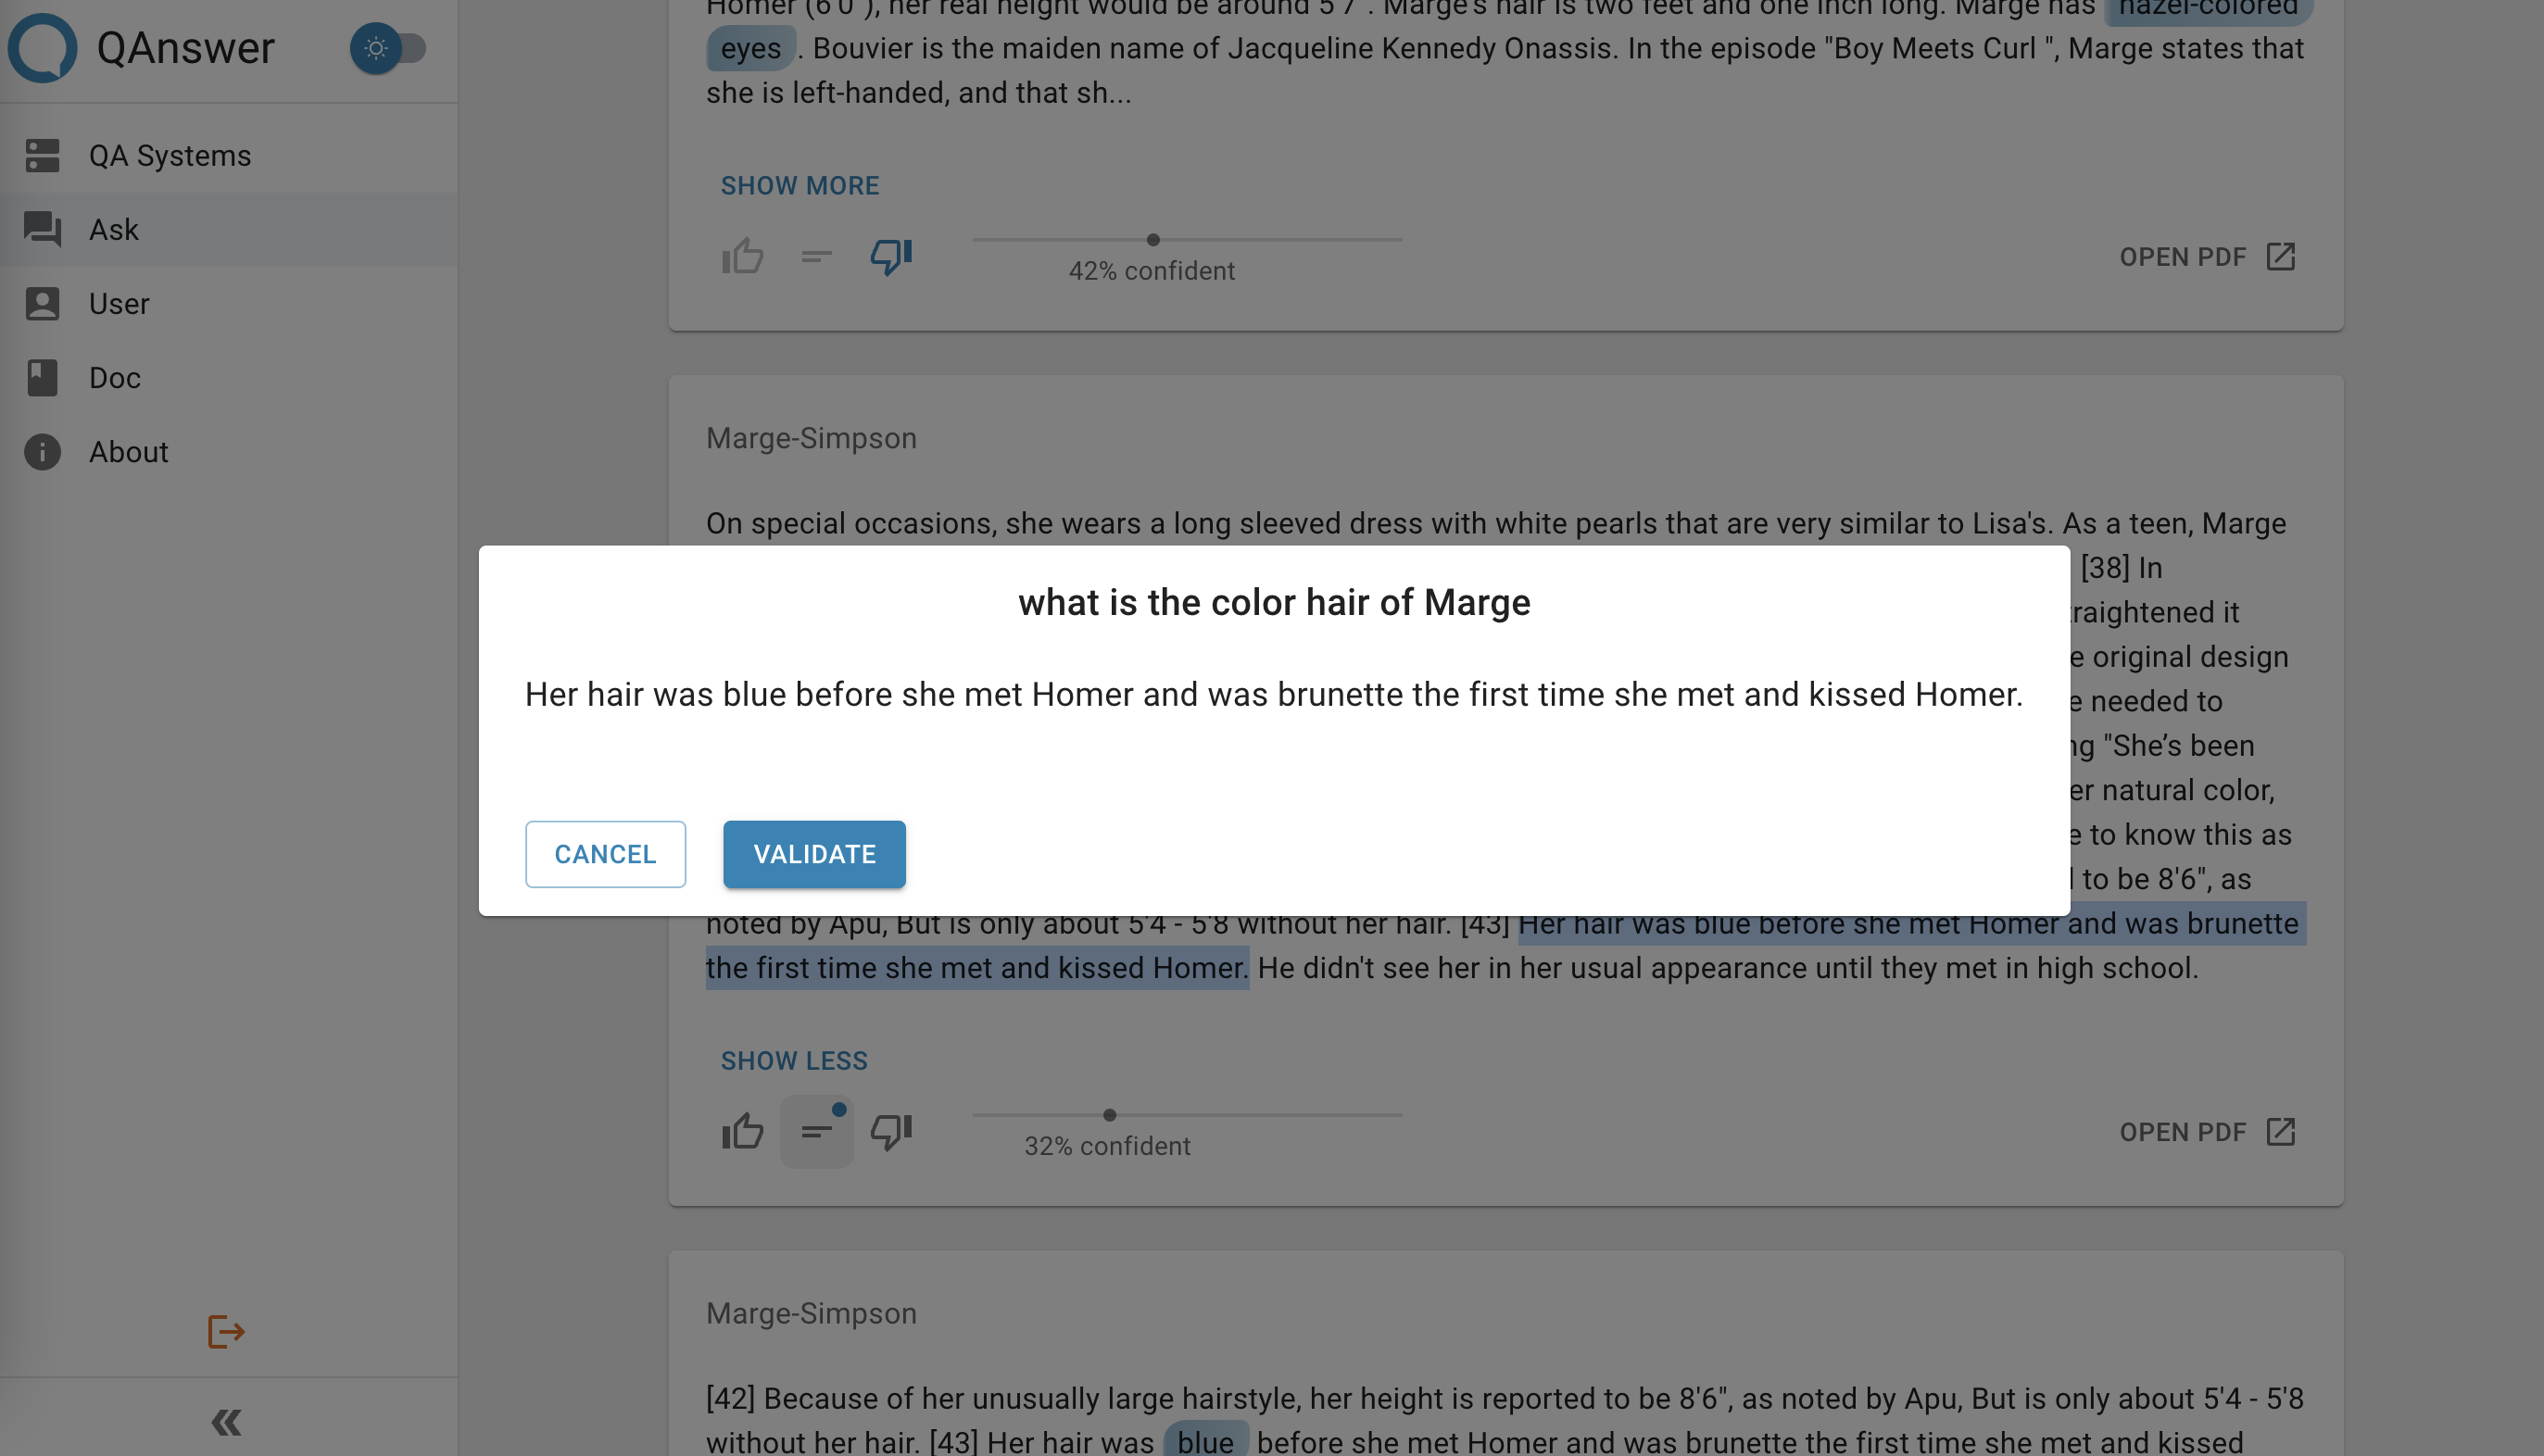 QAnswer
QA Systems
Ask
User
Doc
About
Homer (6'0"), her real height would be around 5'7". Marge's hair is two feet and one inch long. Marge has hazel-colored
eyes . Bouvier is the maiden name of Jacqueline Kennedy Onassis. In the episode "Boy Meets Curl ", Marge states that
she is left-handed, and that sh...
SHOW MORE
42% confident
OPEN PDF
Marge-Simpson
On special occasions, she wears a long sleeved dress with white pearls that are very similar to Lisa's. As a teen, Marge
[38] In
raightened it
e original design
e needed to
ng "She’s been
er natural color,
e to know this as
to be 8'6", as
what is the color hair of Marge
Her hair was blue before she met Homer and was brunette the first time she met and kissed Homer.
CANCEL
VALIDATE
noted by Apu, But is only about 5'4 - 5'8 without her hair. [43] Her hair was blue before she met Homer and was brunette
the first time she met and kissed Homer. He didn't see her in her usual appearance until they met in high school.
SHOW LESS
32% confident
OPEN PDF
Marge-Simpson
[42] Because of her unusually large hairstyle, her height is reported to be 8'6", as noted by Apu, But is only about 5'4 - 5'8
without her hair. [43] Her hair was blue before she met Homer and was brunette the first time she met and kissed